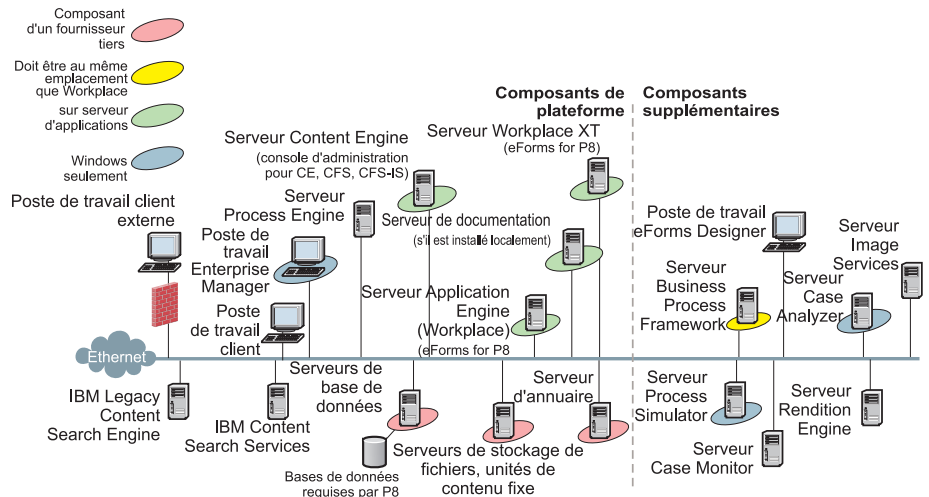 Composant
d'un fournisseur
tiers
Doit être au même
emplacement
que Workplace
sur serveur
d'applications
Windows
seulement
Composants de
plateforme
Composants
supplémentaires
Poste de travail client
externe
Poste de
travail
Enterprise
Manager
Poste
de travail
client
Serveur
Process Engine
Serveur Content Engine
(console d'administration
pour CE, CFS, CFS-IS)
Serveur Workplace XT
(eForms for P8)
Serveur de documentation
(s'il est installé localement)
Serveur Application
Engine
(Workplace)
(eForms for P8
Poste de travail
eForms Designer
Serveur
Business
Process
Framework
Serveur
Case
Analyzer
Serveur
Image
Services
Ethernet
IBM Legacy
Content
Search Engine
IBM Content
Search Services
Serveurs de
base de
données
Bases de données
requises par P8
Serveurs de stockage de
fichiers, unités de
contenu fixe
Serveur
d'annuaire
Serveur
Process
Simulator
Serveur
Case Monitor
Serveur
Rendition
Engine